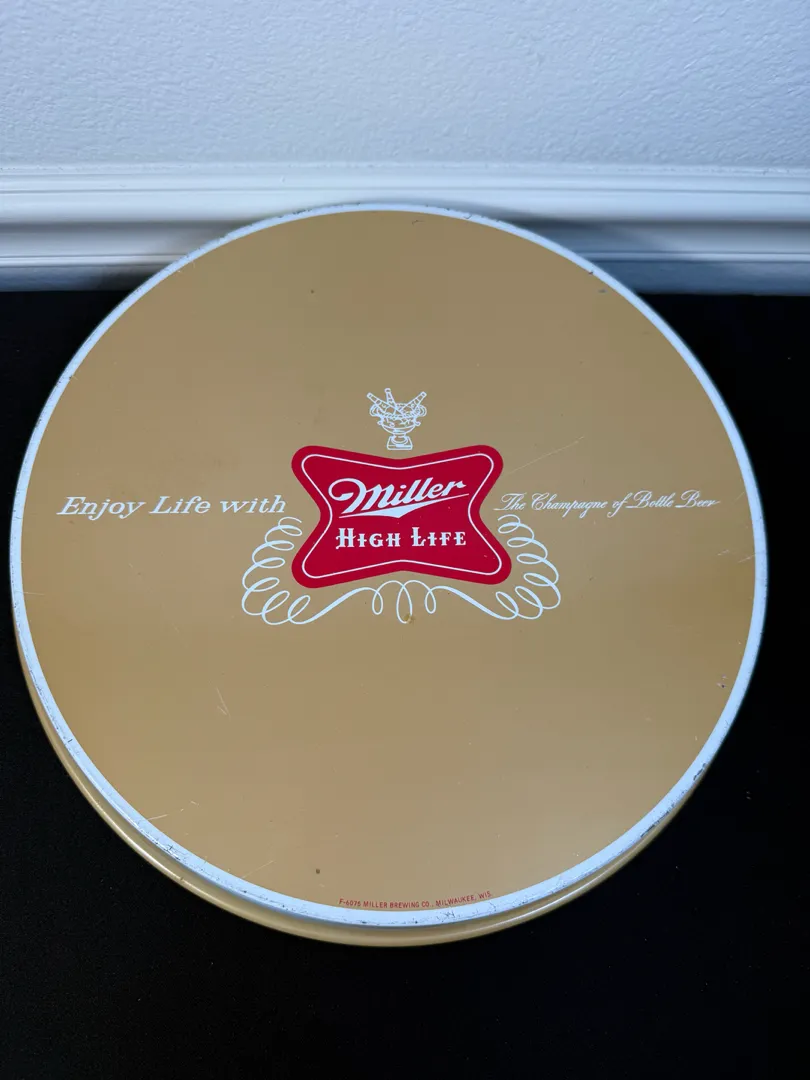 Enjoy Life with
Miller
HIGH LIFE
The Champagne of Bottle Beer
F-6075 MILLER BREWING CO., MILWAUKEE, WIS.